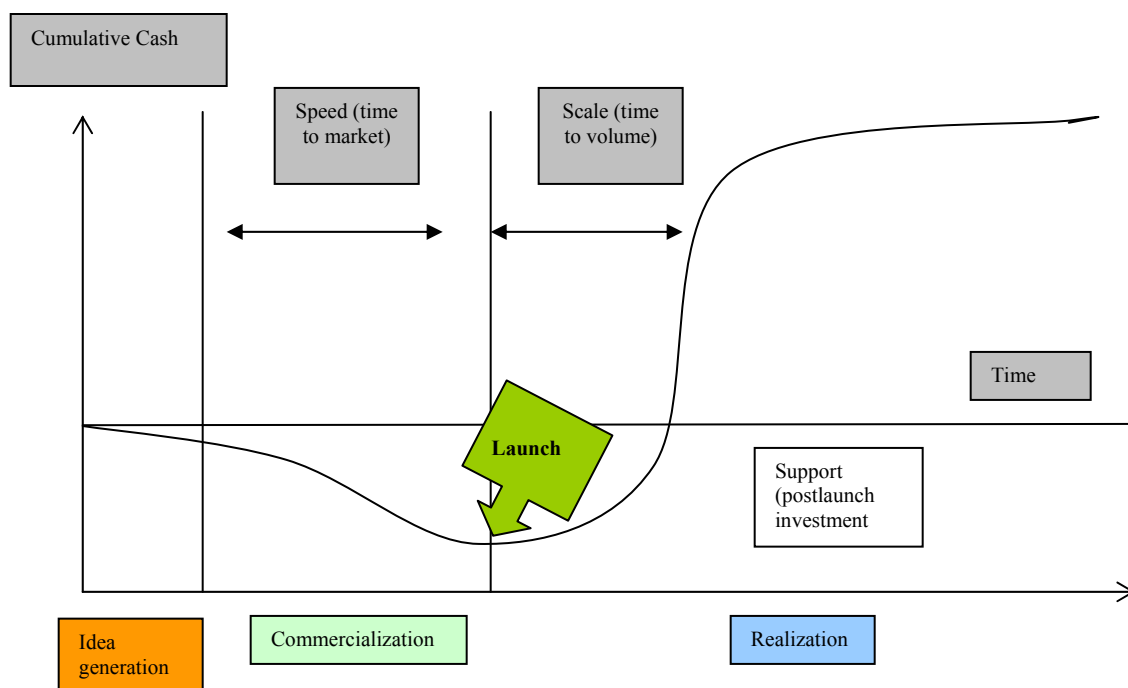 Cumulative Cash
Speed (time
to market)
Scale (time
to volume)
Time
Launch
Support
(postlaunch
investment
Idea
generation
Commercialization
Realization